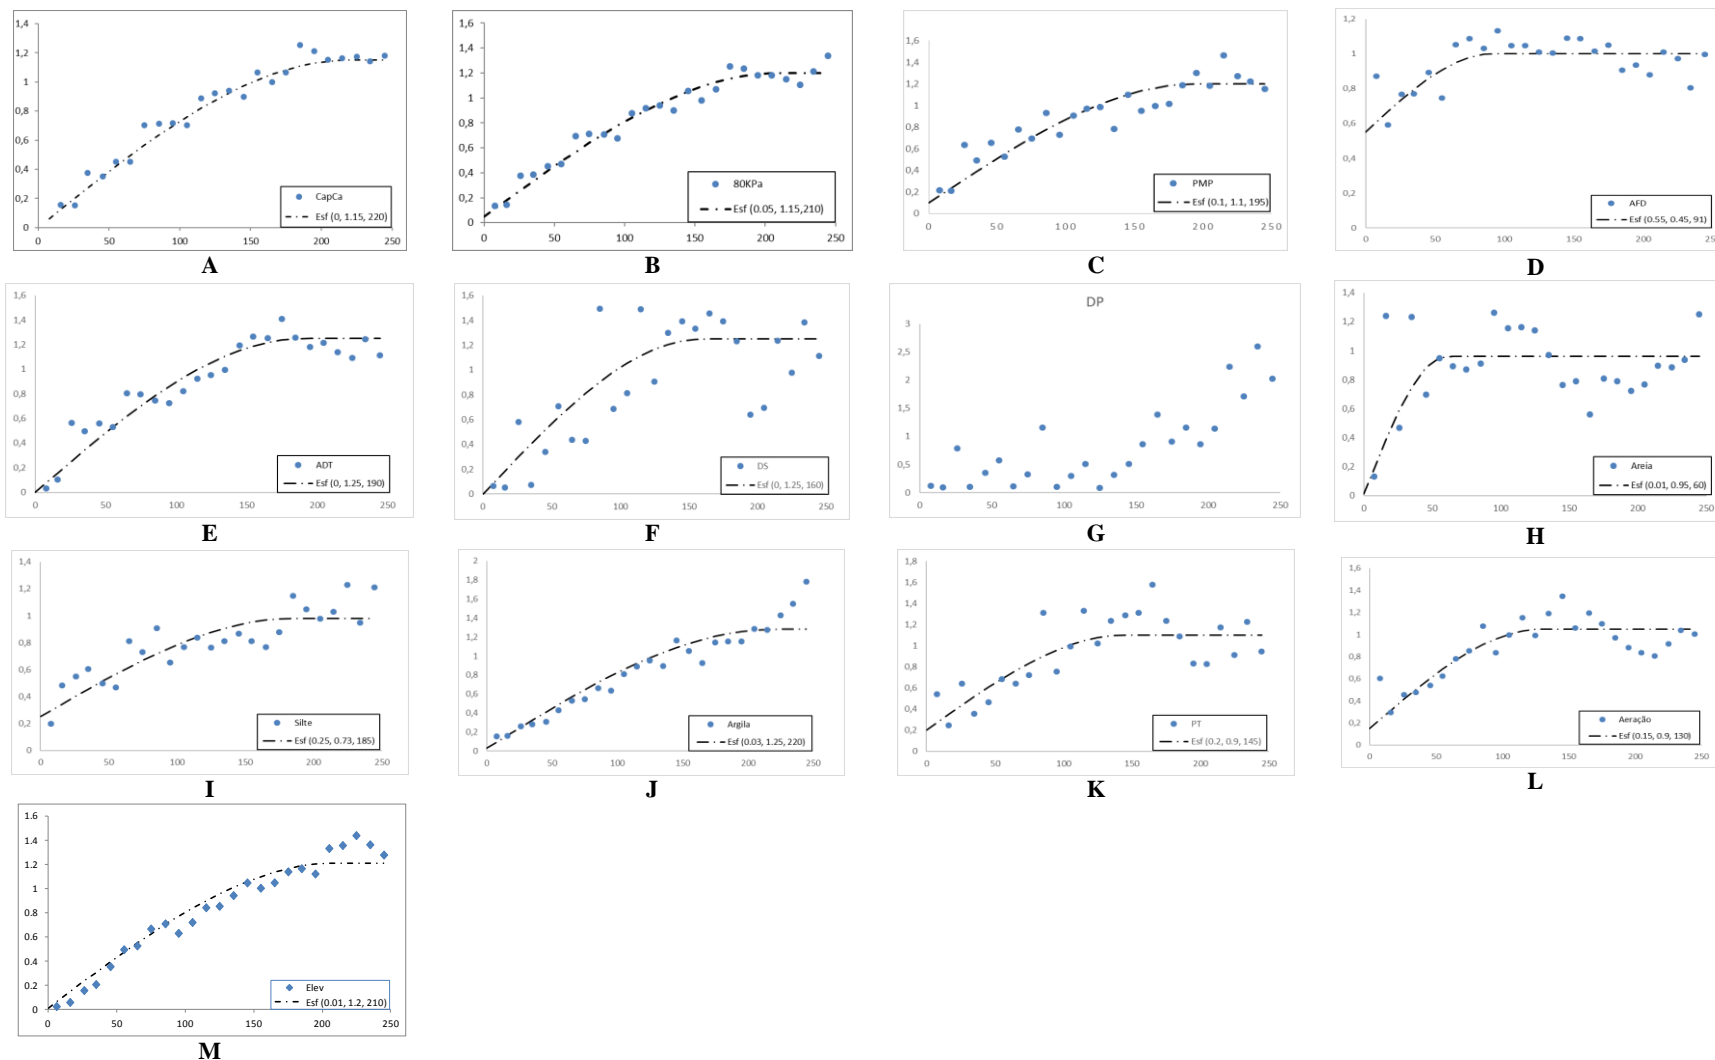 1,4
1,2
1
0,8
0,6
0,4
0,2
0
CapCa
Esf (0, 1.15, 220)
0 50 100 150 200 250
A
1,6
1,4
1,2
1
0,8
0,6
0,4
0,2
0
80KPa
Esf (0.05, 1.15,210)
0 50 100 150 200 250
B
1,6
1,4
1,2
1
0,8
0,6
0,4
0,2
0
PMP
Esf (0.1, 1.1, 195)
0 50 100 150 200 250
C
1,2
1
0,8
0,6
0,4
0,2
0
AFD
Esf (0.55, 0.45, 91)
0 50 100 150 200 250
D
1,6
1,4
1,2
1
0,8
0,6
0,4
0,2
0
ADT
Esf (0, 1.25, 190)
0 50 100 150 200 250
E
1,6
1,4
1,2
1
0,8
0,6
0,4
0,2
0
DS
Esf (0, 1.25, 160)
0 50 100 150 200 250
F
DP
3
2,5
2
1,5
1
0,5
0
0 50 100 150 200 250
G
1,4
1,2
1
0,8
0,6
0,4
0,2
0
Areia
Esf (0.01, 0.95, 60)
0 50 100 150 200 250
H
1,4
1,2
1
0,8
0,6
0,4
0,2
0
Silte
Esf (0.25, 0.73, 185)
0 50 100 150 200 250
I
2
1,8
1,6
1,4
1,2
1
0,8
0,6
0,4
0,2
0
Argila
Esf (0.03, 1.25, 220)
0 50 100 150 200 250
J
1,8
1,6
1,4
1,2
1
0,8
0,6
0,4
0,2
0
PT
Esf (0.2, 0.9, 145)
0 50 100 150 200 250
K
1,6
1,4
1,2
1
0,8
0,6
0,4
0,2
0
Aeração
Esf (0.15, 0.9, 130)
0 50 100 150 200 250
L
1.6
1.4
1.2
1
0.8
0.6
0.4
0.2
0
Elev
Esf (0.01, 1.2, 210)
0 50 100 150 200 250
M